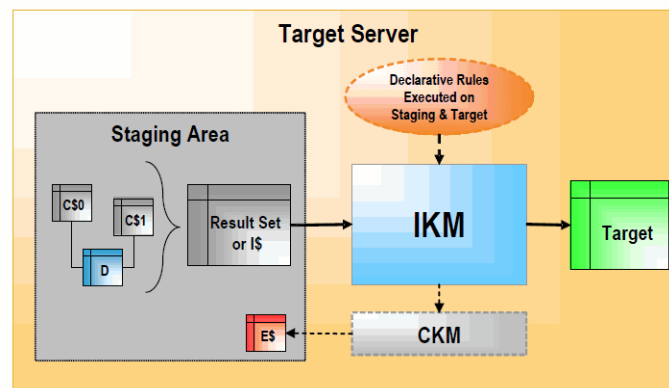 Target Server
Declarative Rules
Executed on
Staging & Target
Staging Area
C$0
C$1
D
Result Set
or I$
IKM
Target
E$
CKM